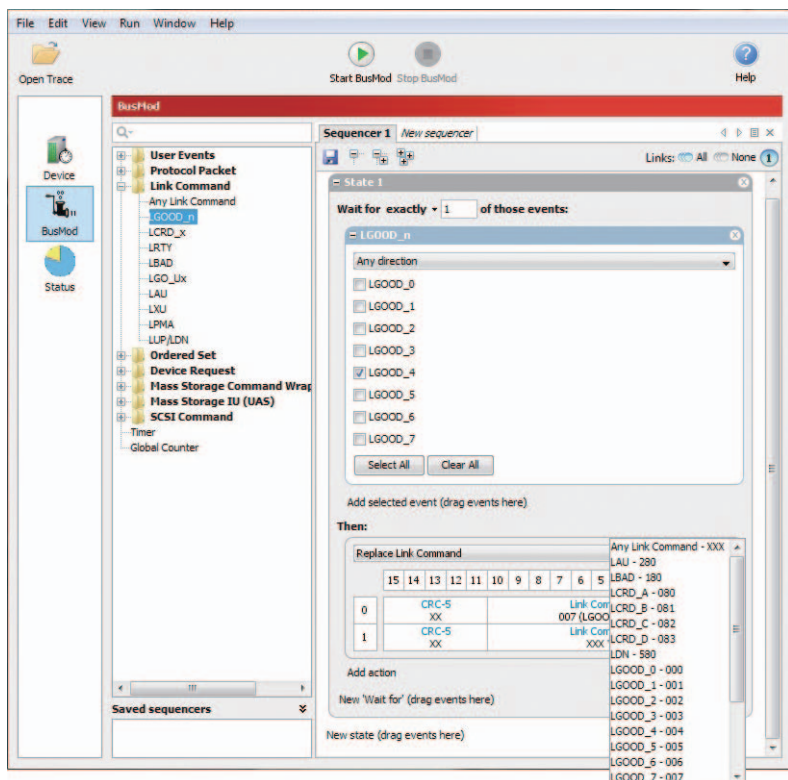 File Edit View Run Window Help
Open Trace
Start BusMod Stop BusMod
Help
BusMod
Device
BusMod
Status
User Events
Protocol Packet
Link Command
Any Link Command
LGOOD_n
LCRD_x
LRTY
LBAD
LGO_Ux
LAU
LXU
LPMA
LUP/LDN
Ordered Set
Device Request
Mass Storage Command Wrap
Mass Storage IU (UAS)
SCSI Command
Timer
Global Counter
Saved sequencers
Sequencer 1 New sequencer
Links: All None 1
State 1
Wait for exactly 1 of those events:
LGOOD_n
Any direction
LGOOD_0
LGOOD_1
LGOOD_2
LGOOD_3
LGOOD_4
LGOOD_5
LGOOD_6
LGOOD_7
Select All Clear All
Add selected event (drag events here)
Then:
Replace Link Command
15 14 13 12 11 10 9 8 7 6 5
0 CRC-5 Link Com
XX 007 (LGOO
1 CRC-5 Link Com
XX XXX
Add action
New 'Wait for' (drag events here)
New state (drag events here)
Any Link Command - XXX
LAU - 280
LBAD - 180
LCRD_A - 080
LCRD_B - 081
LCRD_C - 082
LCRD_D - 083
LDN - 580
LGOOD_0 - 000
LGOOD_1 - 001
LGOOD_2 - 002
LGOOD_3 - 003
LGOOD_4 - 004
LGOOD_5 - 005
LGOOD_6 - 006
LGOOD_7 - 007